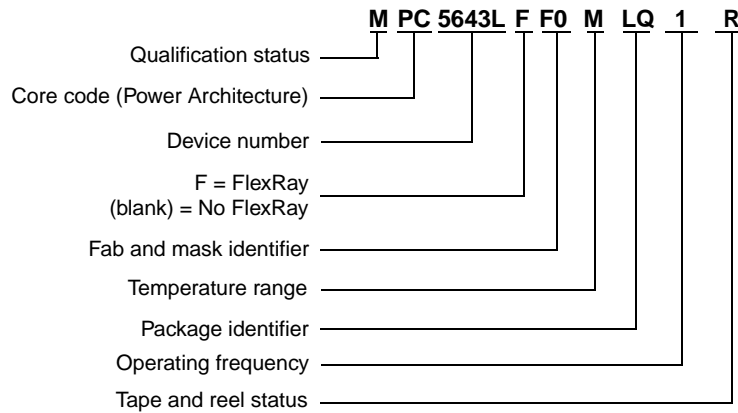 M PC 5643L F F0 M LQ 1 R
Qualification status
Core code (Power Architecture)
Device number
F = FlexRay
(blank) = No FlexRay
Fab and mask identifier
Temperature range
Package identifier
Operating frequency
Tape and reel status